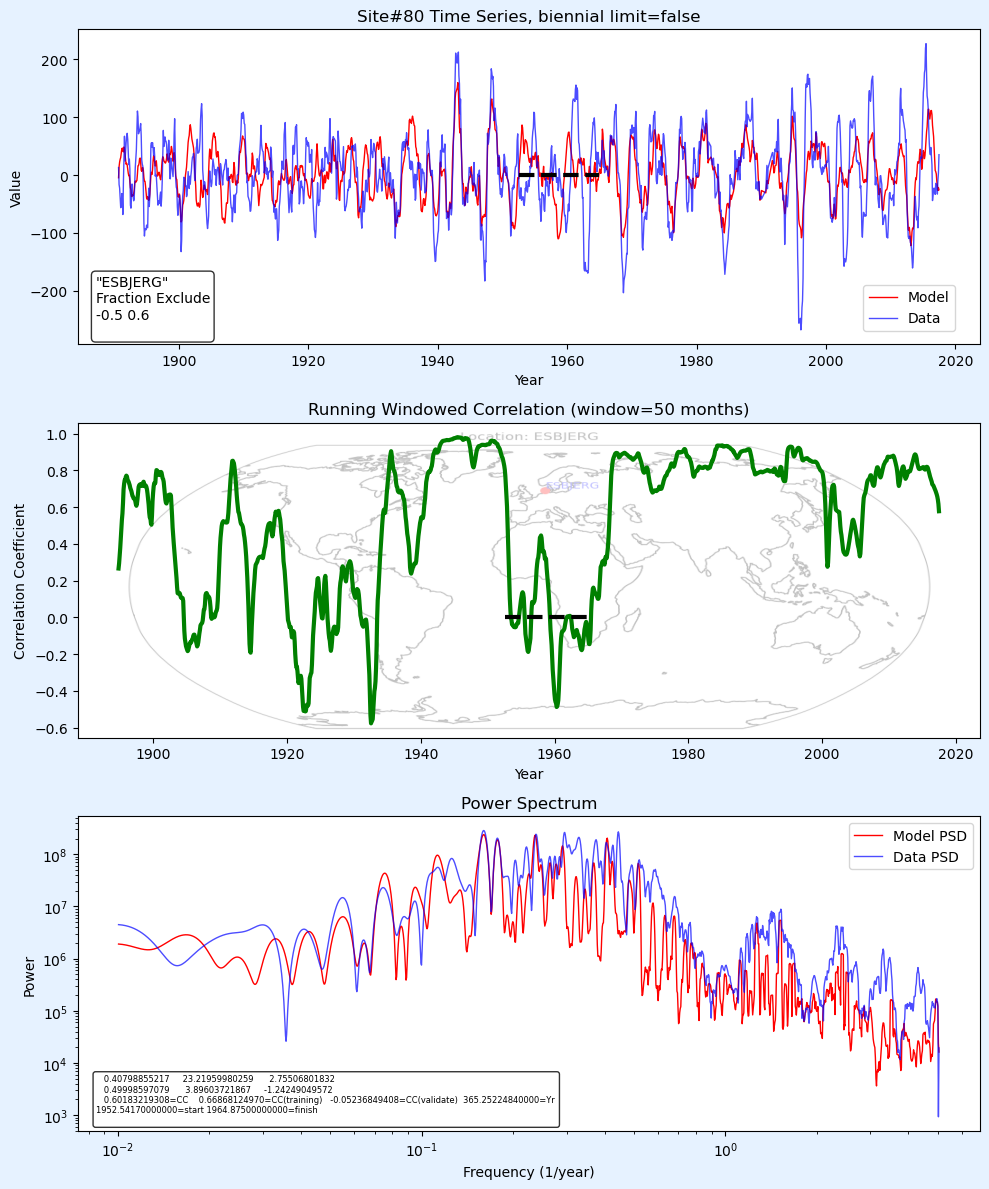 Site#80 Time Series, biennial limit=false
200
100
0
−100
−200
Value
"ESBJERG"
Fraction Exclude
-0.5 0.6
Model
Data
1900 1920 1940 1960 1980 2000 2020
Year
Running Windowed Correlation (window=50 months)
Location: ESBJERG
ESBJERG
1.0
0.8
0.6
0.4
0.2
0.0
−0.2
−0.4
−0.6
Correlation Coefficient
1900 1920 1940 1960 1980 2000 2020
Year
Power Spectrum
Model PSD
Data PSD
10⁸
10⁷
10⁶
10⁵
10⁴
10³
Power
0.40798855217 23.21959980259 2.75506801832
0.49998597079 3.89603721867 -1.24249049572
0.60183219308=CC 0.66868124970=CC(training) -0.05236849408=CC(validate) 365.25224840000=Yr
1952.54170000000=start 1964.87500000000=finish
10⁻² 10⁻¹ 10⁰
Frequency (1/year)